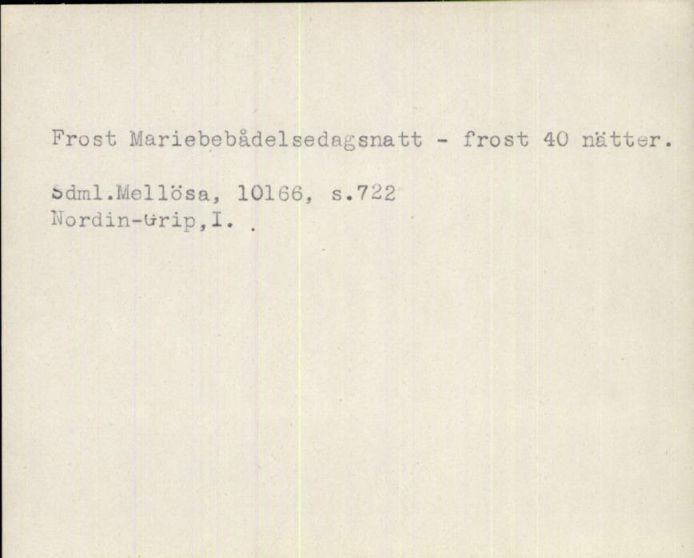 Frost Mariebebådelsedagsnatt - frost 40 nätter.
Sdml.Mellösa, 10166, s.722
Nordin-Grip,I.